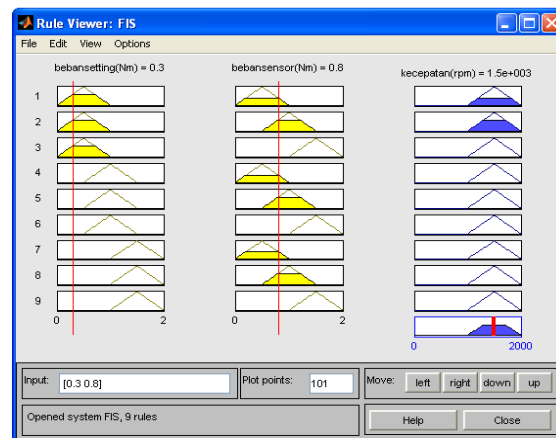 Rule Viewer: FIS
File Edit View Options
bebansetting(Nm) = 0.3 bebansensor(Nm) = 0.8 kecepatan(rpm) = 1.5e+003
1
2
3
4
5
6
7
8
9
0 2 0 2
0 2000
Input: [0.3 0.8] Plot points: 101 Move: left right down up
Opened system FIS, 9 rules Help Close